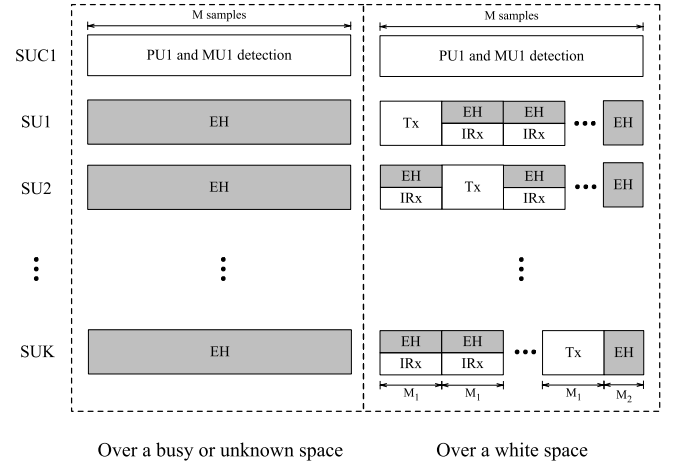 M samples
M samples
SUC1
PU1 and MU1 detection
PU1 and MU1 detection
SU1
EH
Tx
EH
IRx
EH
IRx
EH
SU2
EH
EH
IRx
Tx
EH
IRx
EH
SUK
EH
EH
IRx
EH
IRx
Tx
EH
M1
M1
M1
M2
Over a busy or unknown space
Over a white space